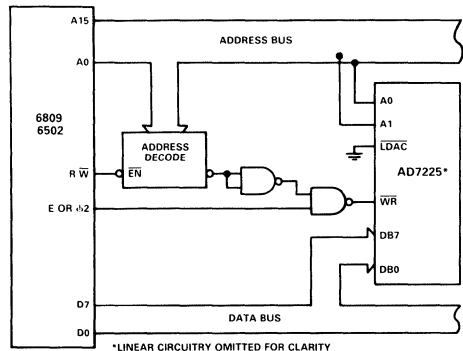 A15
ADDRESS BUS
A0
6809
6502
A0
A1
ADDRESS
DECODE
LDAC
AD7225*
R W
EN
WR
E OR φ2
DB7
DB0
D7
DATA BUS
D0
*LINEAR CIRCUITRY OMITTED FOR CLARITY